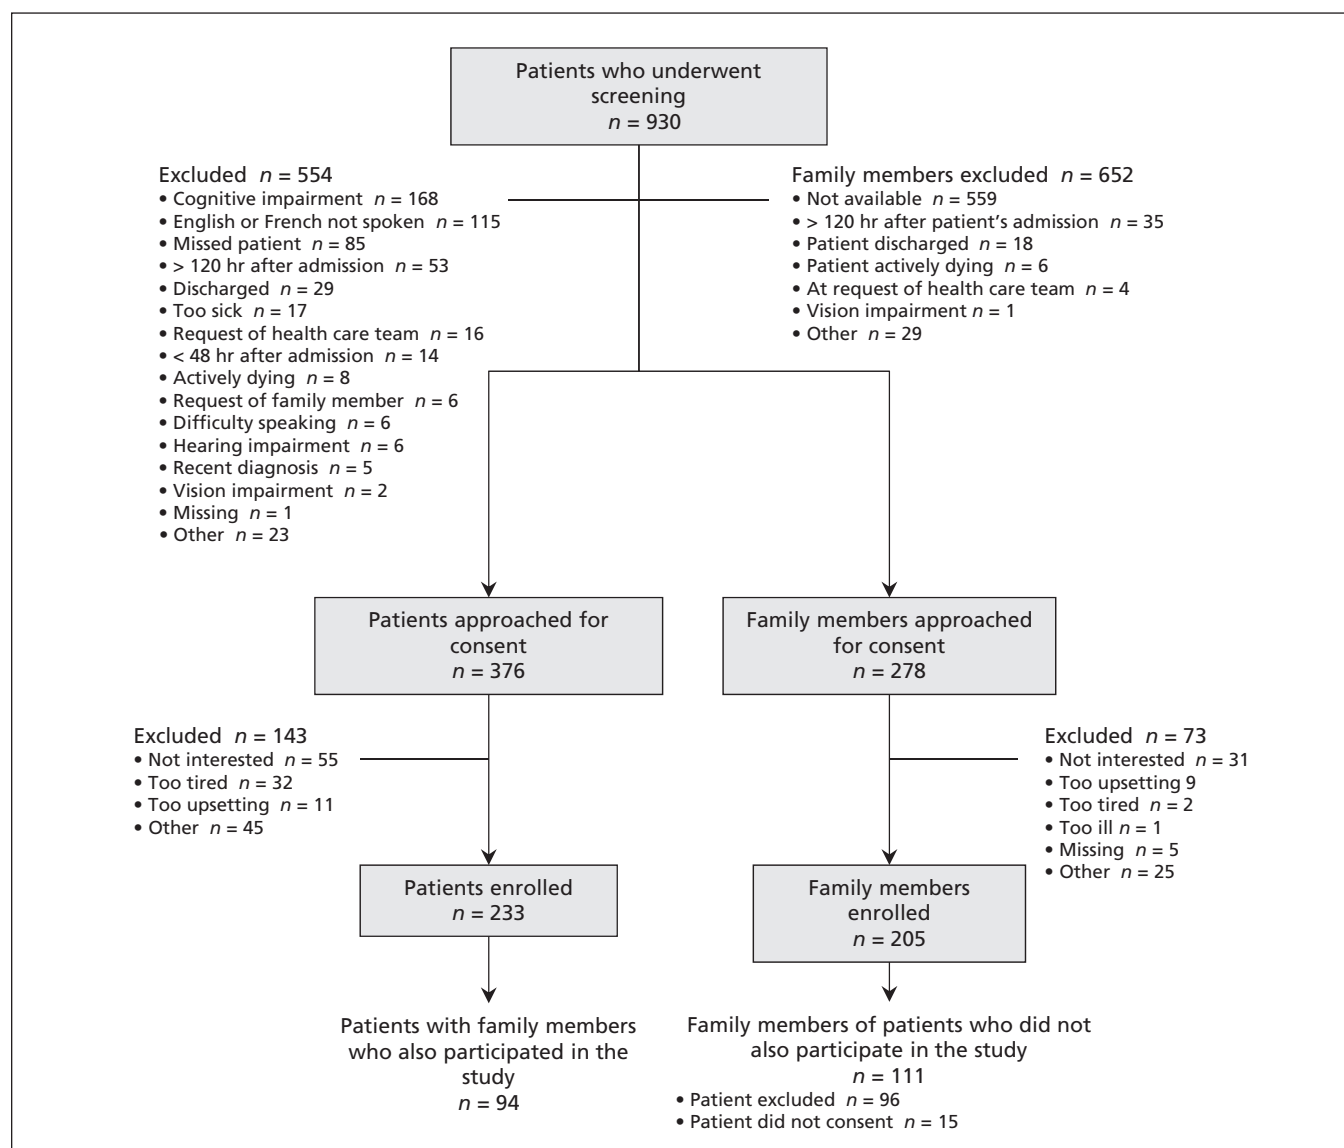 Patients who underwent
screening
n = 930
Excluded n = 554
• Cognitive impairment n = 168
• English or French not spoken n = 115
• Missed patient n = 85
• > 120 hr after admission n = 53
• Discharged n = 29
• Too sick n = 17
• Request of health care team n = 16
• < 48 hr after admission n = 14
• Actively dying n = 8
• Request of family member n = 6
• Difficulty speaking n = 6
• Hearing impairment n = 6
• Recent diagnosis n = 5
• Vision impairment n = 2
• Missing n = 1
• Other n = 23
Family members excluded n = 652
• Not available n = 559
• > 120 hr after patient's admission n = 35
• Patient discharged n = 18
• Patient actively dying n = 6
• At request of health care team n = 4
• Vision impairment n = 1
• Other n = 29
Patients approached for
consent
n = 376
Family members approached
for consent
n = 278
Excluded n = 143
• Not interested n = 55
• Too tired n = 32
• Too upsetting n = 11
• Other n = 45
Excluded n = 73
• Not interested n = 31
• Too upsetting 9
• Too tired n = 2
• Too ill n = 1
• Missing n = 5
• Other n = 25
Patients enrolled
n = 233
Family members
enrolled
n = 205
Patients with family members
who also participated in the
study
n = 94
Family members of patients who did not
also participate in the study
n = 111
• Patient excluded n = 96
• Patient did not consent n = 15